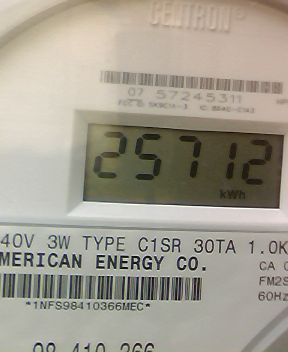 CENTRON®
07 57245311
25712
kWh
40V 3W TYPE C1SR 30TA 1.0K
MERICAN ENERGY CO.
CA 0
FM2S
60Hz
*1NFS98410366MEC*
98 410 366